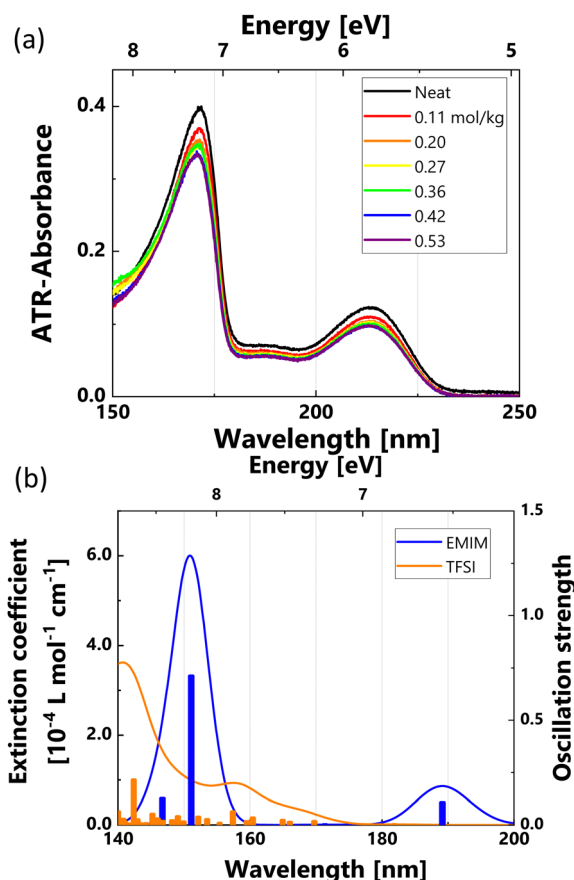 (a)
Energy [eV]
8 7 6 5
Neat
0.11 mol/kg
0.20
0.27
0.36
0.42
0.53
ATR-Absorbance
0.4
0.2
0.0
150 200 250
Wavelength [nm]
(b)
Energy [eV]
8 7
EMIM
TFSI
Extinction coefficient
[10⁻⁴ L mol⁻¹ cm⁻¹]
6.0
4.0
2.0
0.0
1.5
1.0
0.5
0.0
Oscillation strength
140 160 180 200
Wavelength [nm]